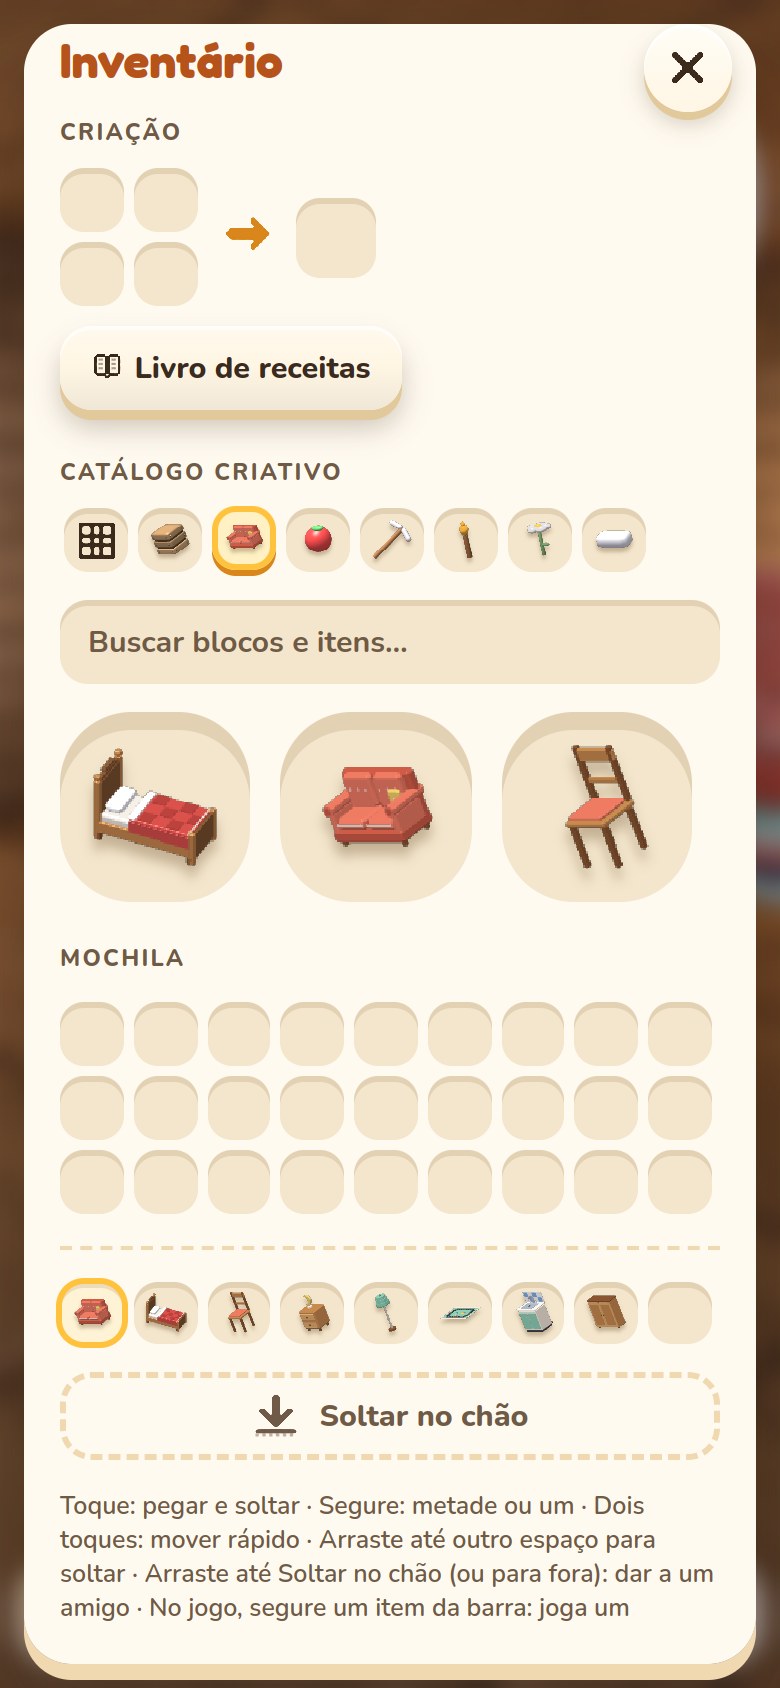 Inventário
CRIAÇÃO
Livro de receitas
CATÁLOGO CRIATIVO
Buscar blocos e itens...
MOCHILA
Soltar no chão
Toque: pegar e soltar · Segure: metade ou um · Dois
toques: mover rápido · Arraste até outro espaço para
soltar · Arraste até Soltar no chão (ou para fora): dar a um
amigo · No jogo, segure um item da barra: joga um